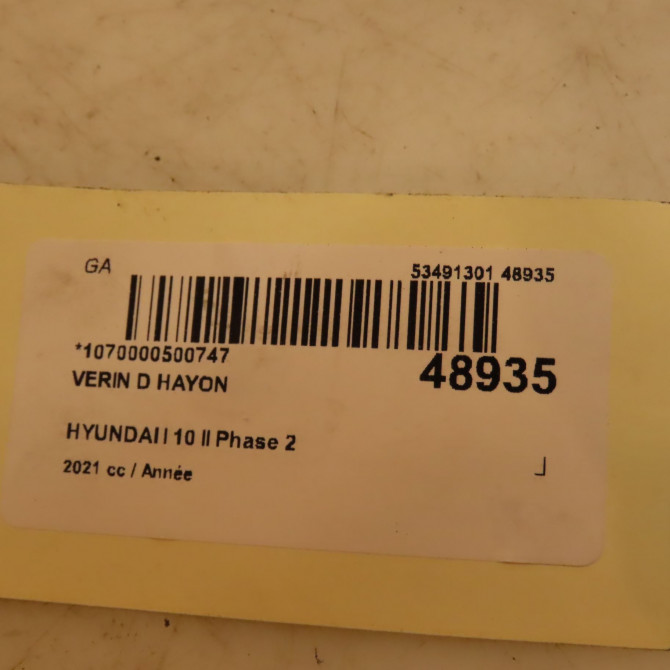 GA
53491301 48935
*1070000500747
48935
VERIN D HAYON
HYUNDAI I 10 II Phase 2
2021 cc / Année